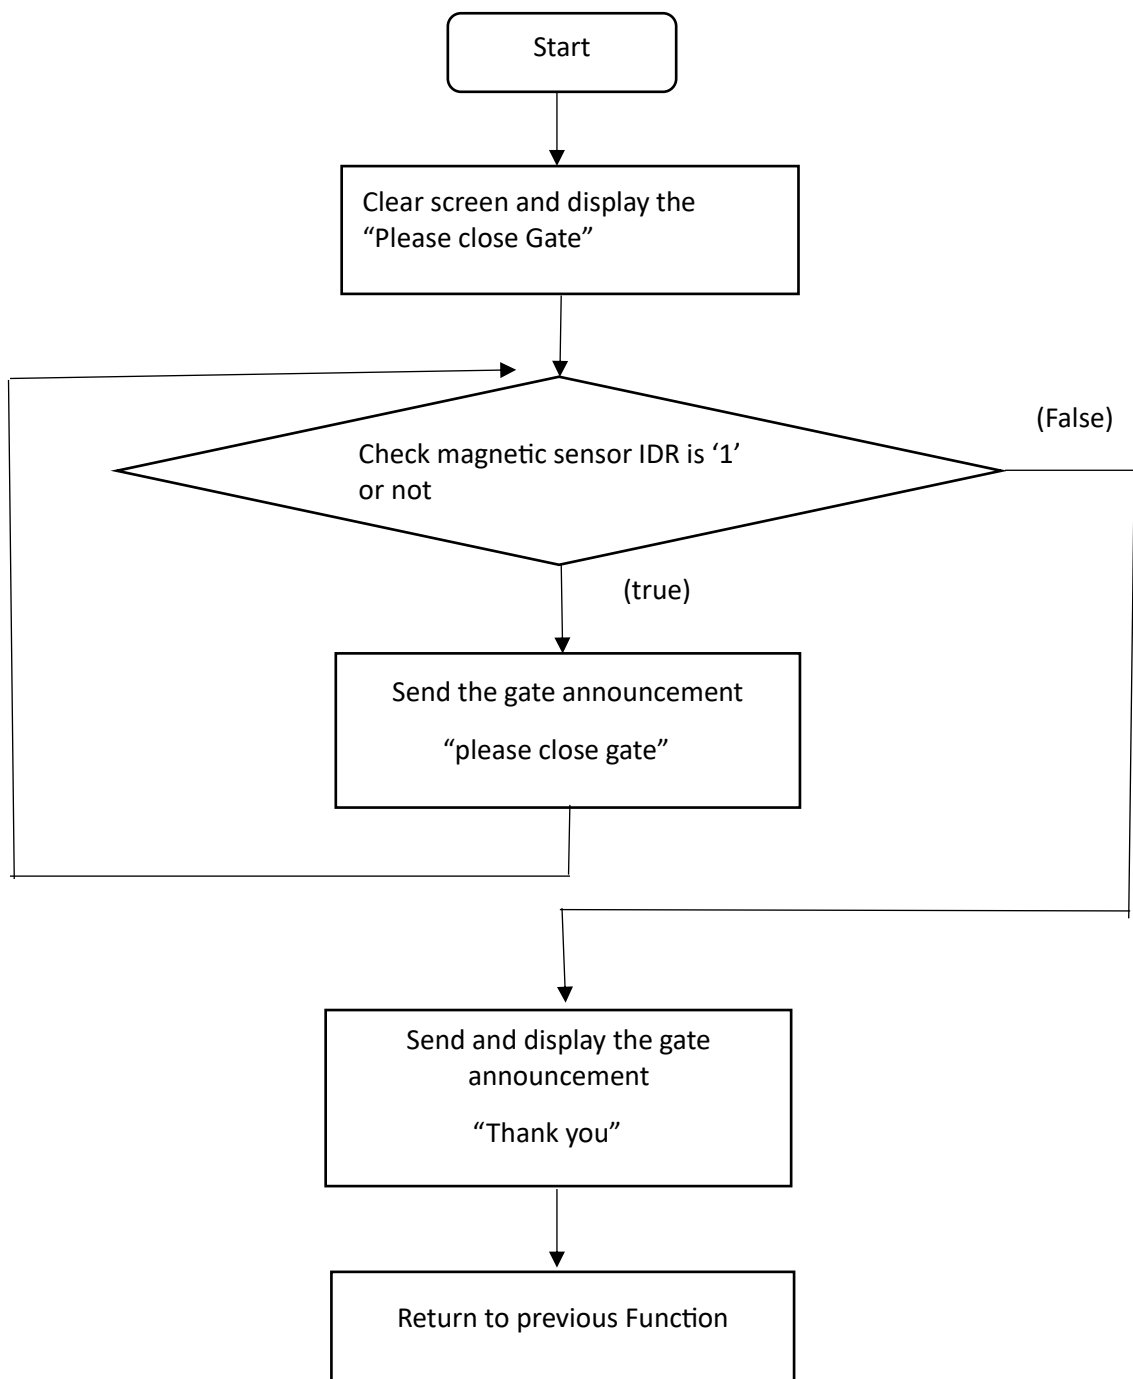 Start
Clear screen and display the
“Please close Gate”
(False)
Check magnetic sensor IDR is ‘1’
or not
(true)
Send the gate announcement
“please close gate”
Send and display the gate
announcement
“Thank you”
Return to previous Function